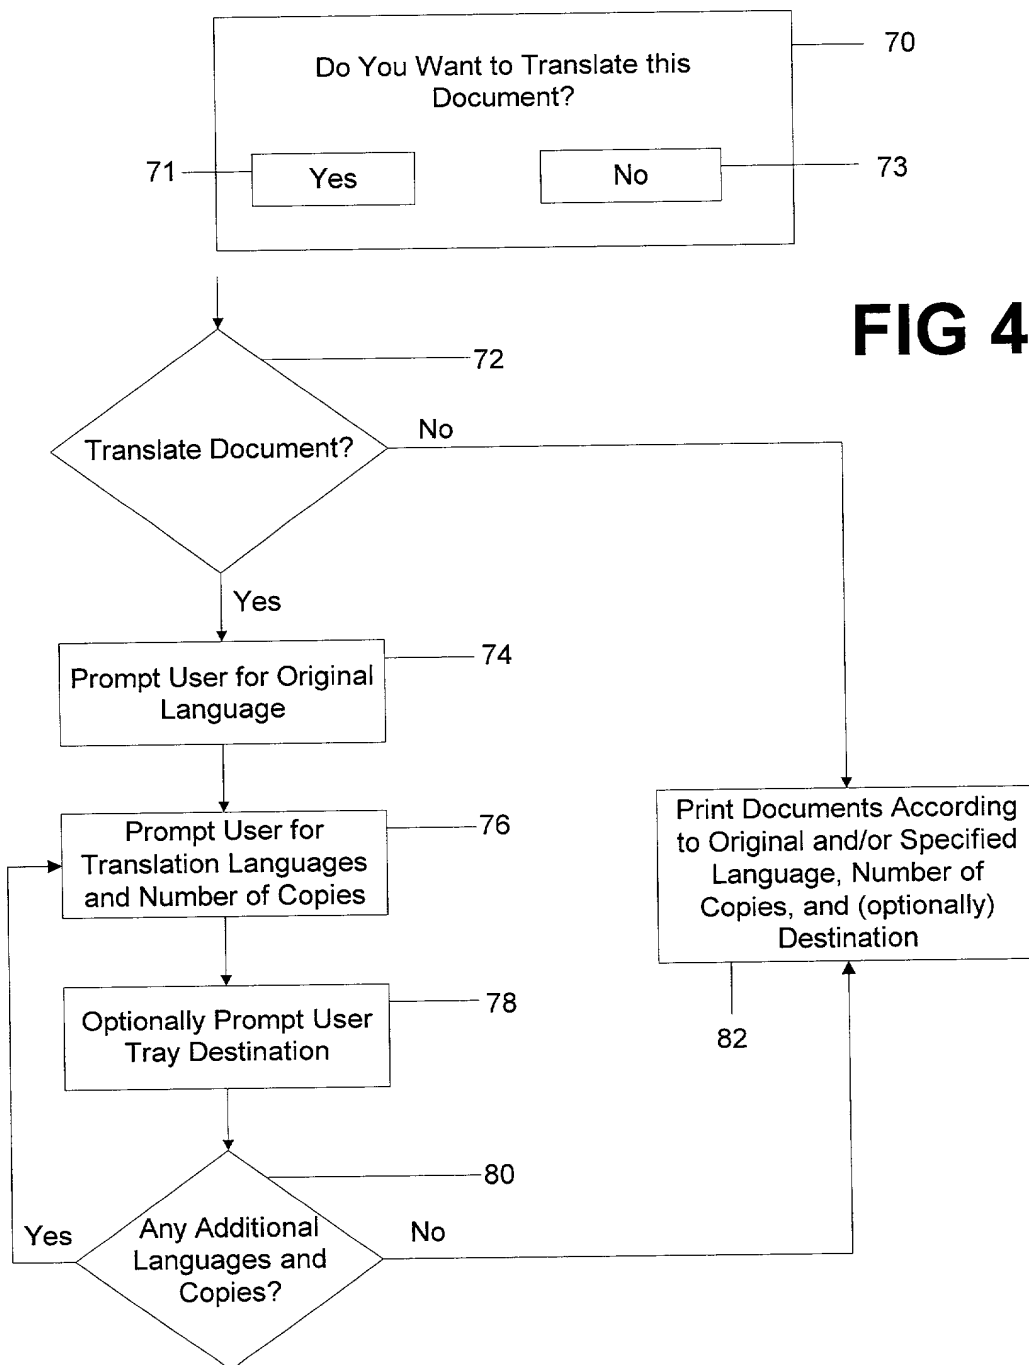 70
Do You Want to Translate this
Document?
71
Yes
No
73
FIG 4
72
Translate Document?
No
Yes
74
Prompt User for Original
Language
76
Prompt User for
Translation Languages
and Number of Copies
Print Documents According
to Original and/or Specified
Language, Number of
Copies, and (optionally)
Destination
78
Optionally Prompt User
Tray Destination
82
80
Yes
Any Additional
Languages and
Copies?
No